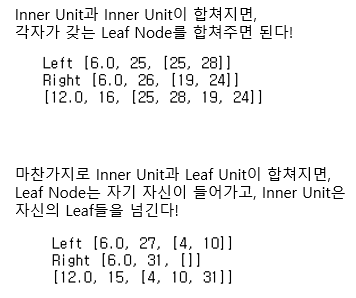 Inner Unit과 Inner Unit이 합쳐지면,
각자가 갖는 Leaf Node를 합쳐주면 된다!
Left [6.0, 25, [25, 28]]
Right [6.0, 26, [19, 24]]
[12.0, 16, [25, 28, 19, 24]]
마찬가지로 Inner Unit과 Leaf Unit이 합쳐지면,
Leaf Node는 자기 자신이 들어가고, Inner Unit은
자신의 Leaf들을 넘긴다!
Left [6.0, 27, [4, 10]]
Right [6.0, 31, []]
[12.0, 15, [4, 10, 31]]